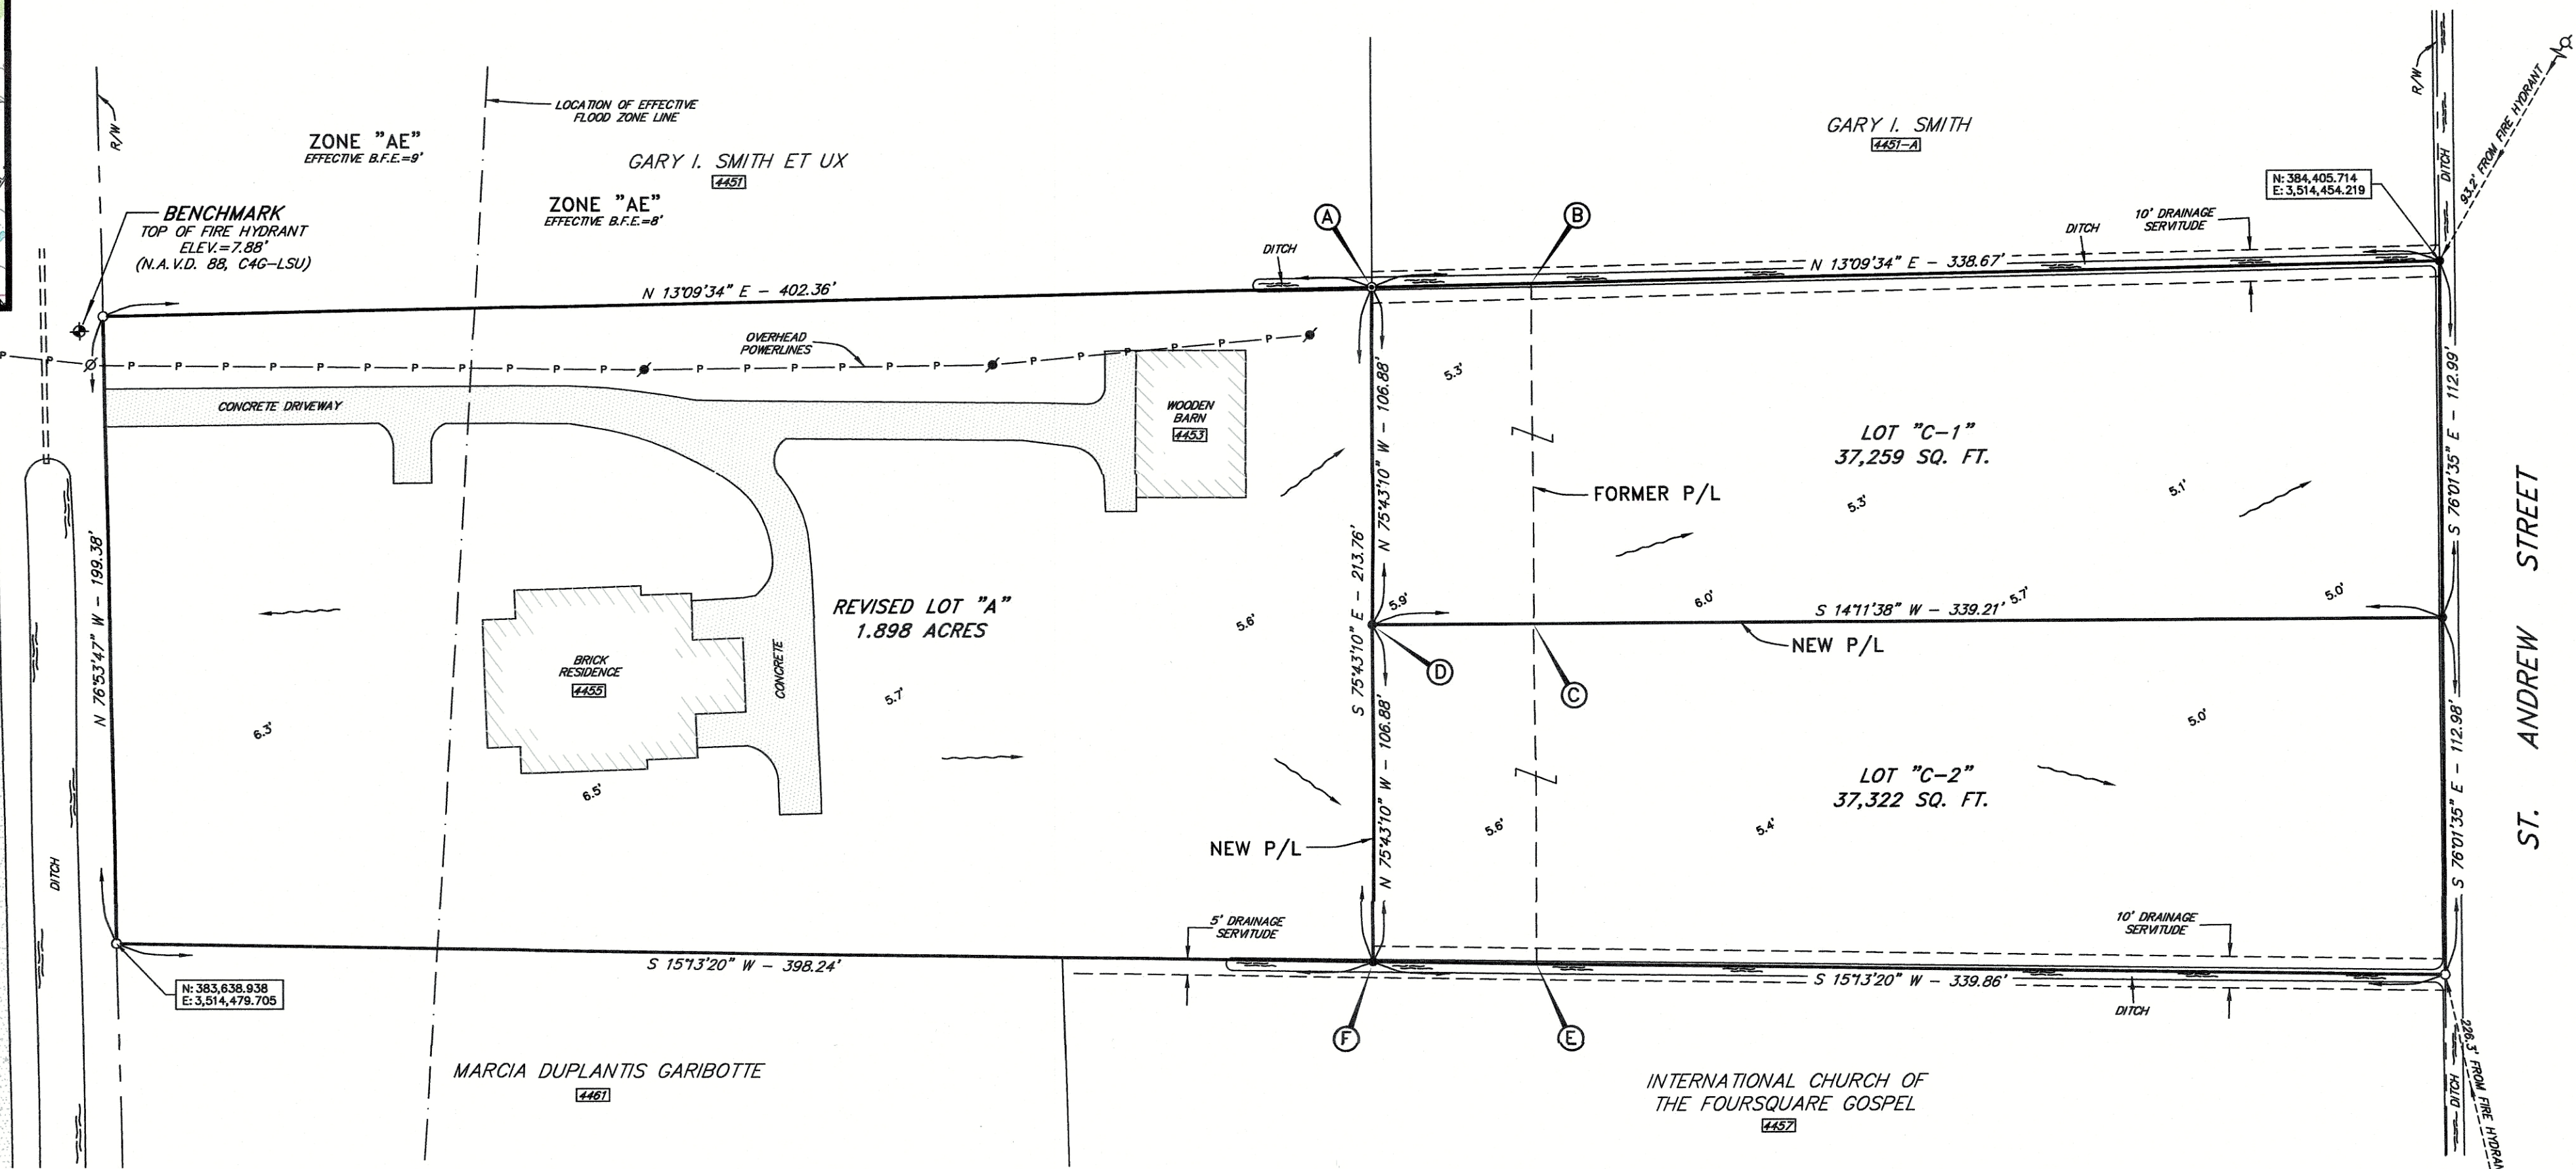 R/W
LOCATION OF EFFECTIVE
FLOOD ZONE LINE
ZONE "AE"
EFFECTIVE B.F.E.=9'
GARY I. SMITH ET UX
4451
ZONE "AE"
EFFECTIVE B.F.E.=8'
BENCHMARK
TOP OF FIRE HYDRANT
ELEV.=7.88'
(N.A.V.D. 88, C4G-LSU)
GARY I. SMITH
4451-A
R/W
DITCH
93.2' FROM FIRE HYDRANT
N: 384,405.714
E: 3,514,454.219
A
B
DITCH
10' DRAINAGE
SERVITUDE
DITCH
N 13°09'34" E - 402.36'
N 13°09'34" E - 338.67'
OVERHEAD
POWERLINES
P P P P P P P P P P P P P P P P P P P P P P P
CONCRETE DRIVEWAY
WOODEN
BARN
4453
N 75°43'10" W - 106.88'
5.3'
LOT "C-1"
37,259 SQ. FT.
S 76°01'35" E - 112.99'
FORMER P/L
5.3'
5.1'
ST. ANDREW STREET
N 76°53'47" W - 199.38'
REVISED LOT "A"
1.898 ACRES
5.6'
S 75°43'10" E - 213.76'
5.9'
6.0'
S 14°11'38" W - 339.21'
5.7'
5.0'
NEW P/L
D
C
BRICK
RESIDENCE
4455
CONCRETE
5.7'
6.3'
6.5'
N 75°43'10" W - 106.88'
5.0'
LOT "C-2"
37,322 SQ. FT.
5.6'
5.4'
S 76°01'35" E - 112.98'
NEW P/L
DITCH
5' DRAINAGE
SERVITUDE
10' DRAINAGE
SERVITUDE
S 15°13'20" W - 398.24'
S 15°13'20" W - 339.86'
N: 383,638.938
E: 3,514,479.705
DITCH
F
E
MARCIA DUPLANTIS GARIBOTTE
4461
INTERNATIONAL CHURCH OF
THE FOURSQUARE GOSPEL
4457
DITCH
226.3' FROM FIRE